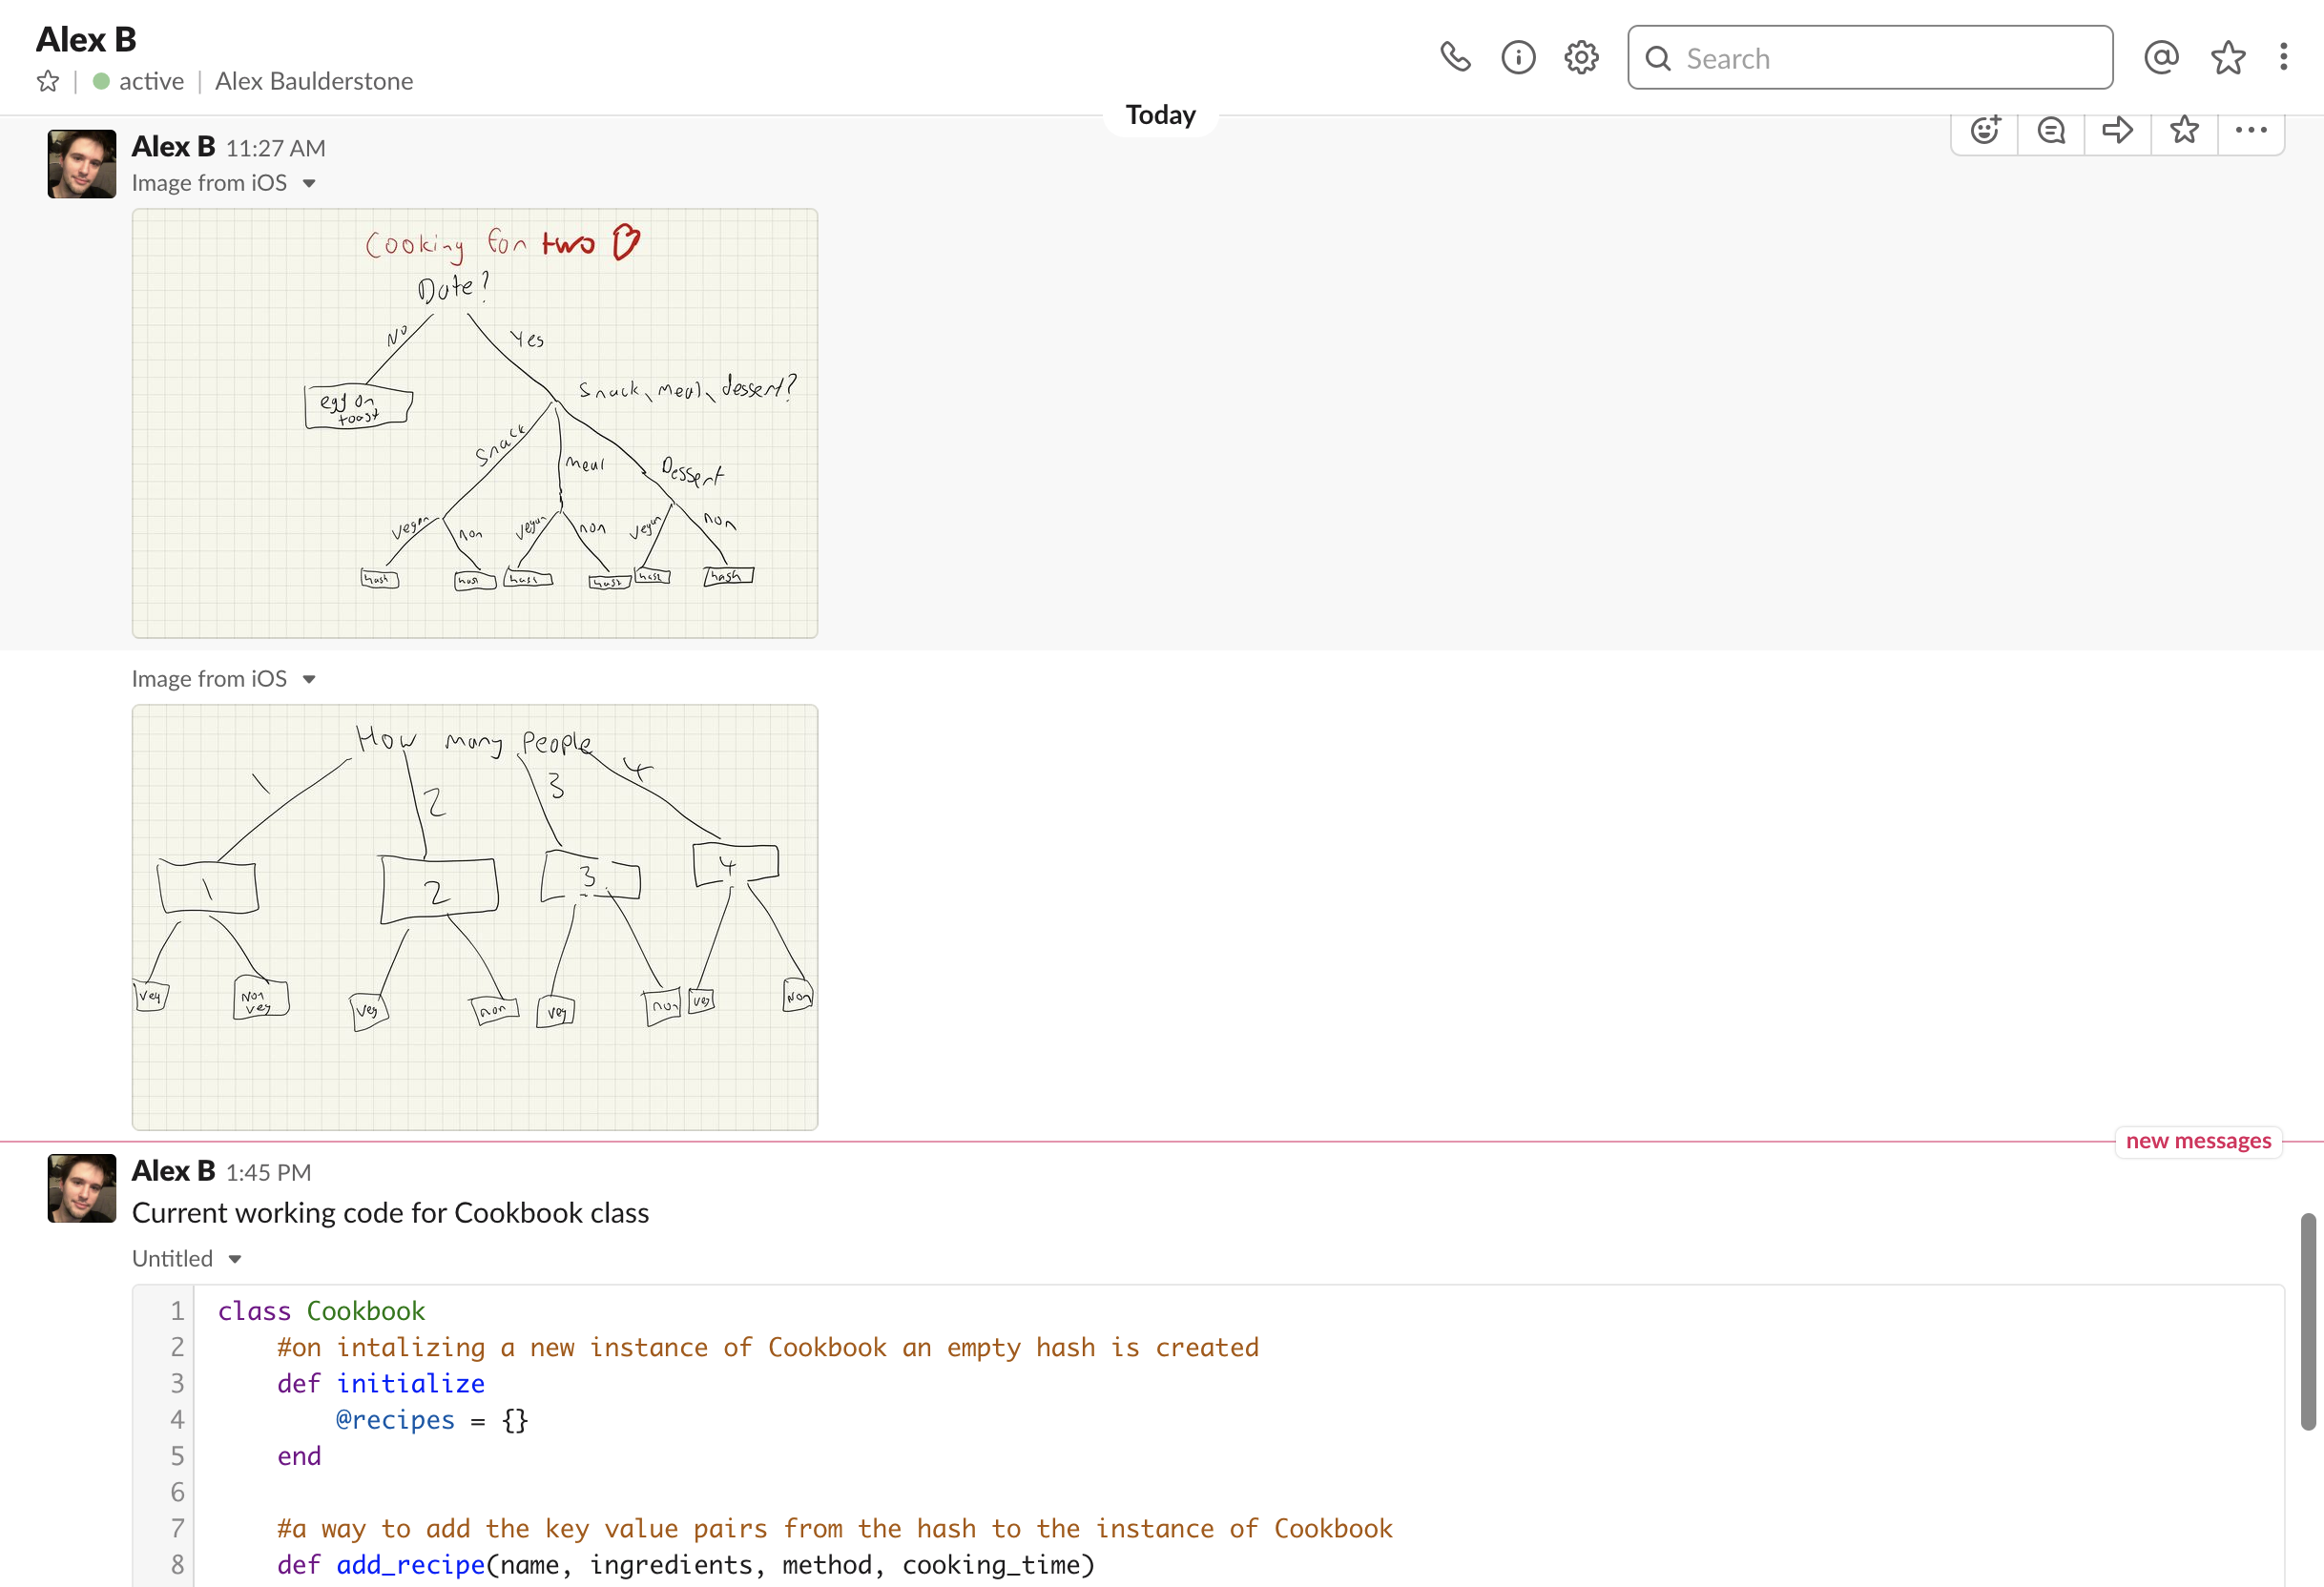 Alex B
active | Alex Baulderstone
Search
Today
Alex B 11:27 AM
Image from iOS
Cooking for two
Date?
No
Yes
egg on
toast
Snack, meal, dessert?
Snack
meal
Dessert
vegan non vegan non vegan non
hash hash hash hash hash hash
Image from iOS
How many People
1 2 3 4
1 2 3 4
veg Non veg veg non veg non veg Non
new messages
Alex B 1:45 PM
Current working code for Cookbook class
Untitled
1 class Cookbook
2 #on intalizing a new instance of Cookbook an empty hash is created
3 def initialize
4 @recipes = {}
5 end
6
7 #a way to add the key value pairs from the hash to the instance of Cookbook
8 def add_recipe(name, ingredients, method, cooking_time)